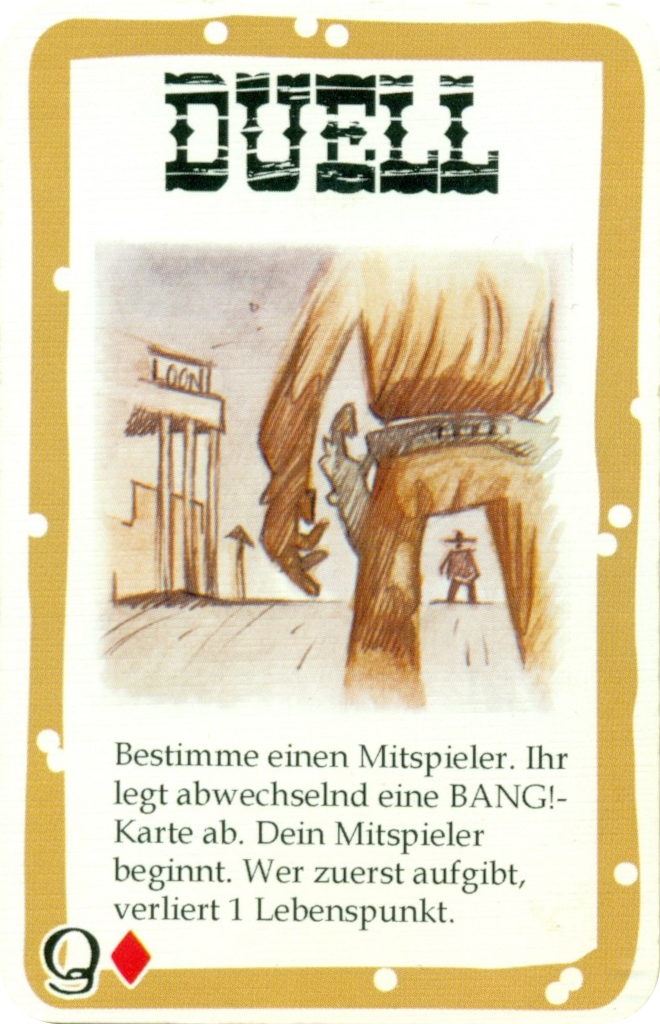 DUELL
LOON
Bestimme einen Mitspieler. Ihr
legt abwechselnd eine BANG!-
Karte ab. Dein Mitspieler
beginnt. Wer zuerst aufgibt,
verliert 1 Lebenspunkt.
Q